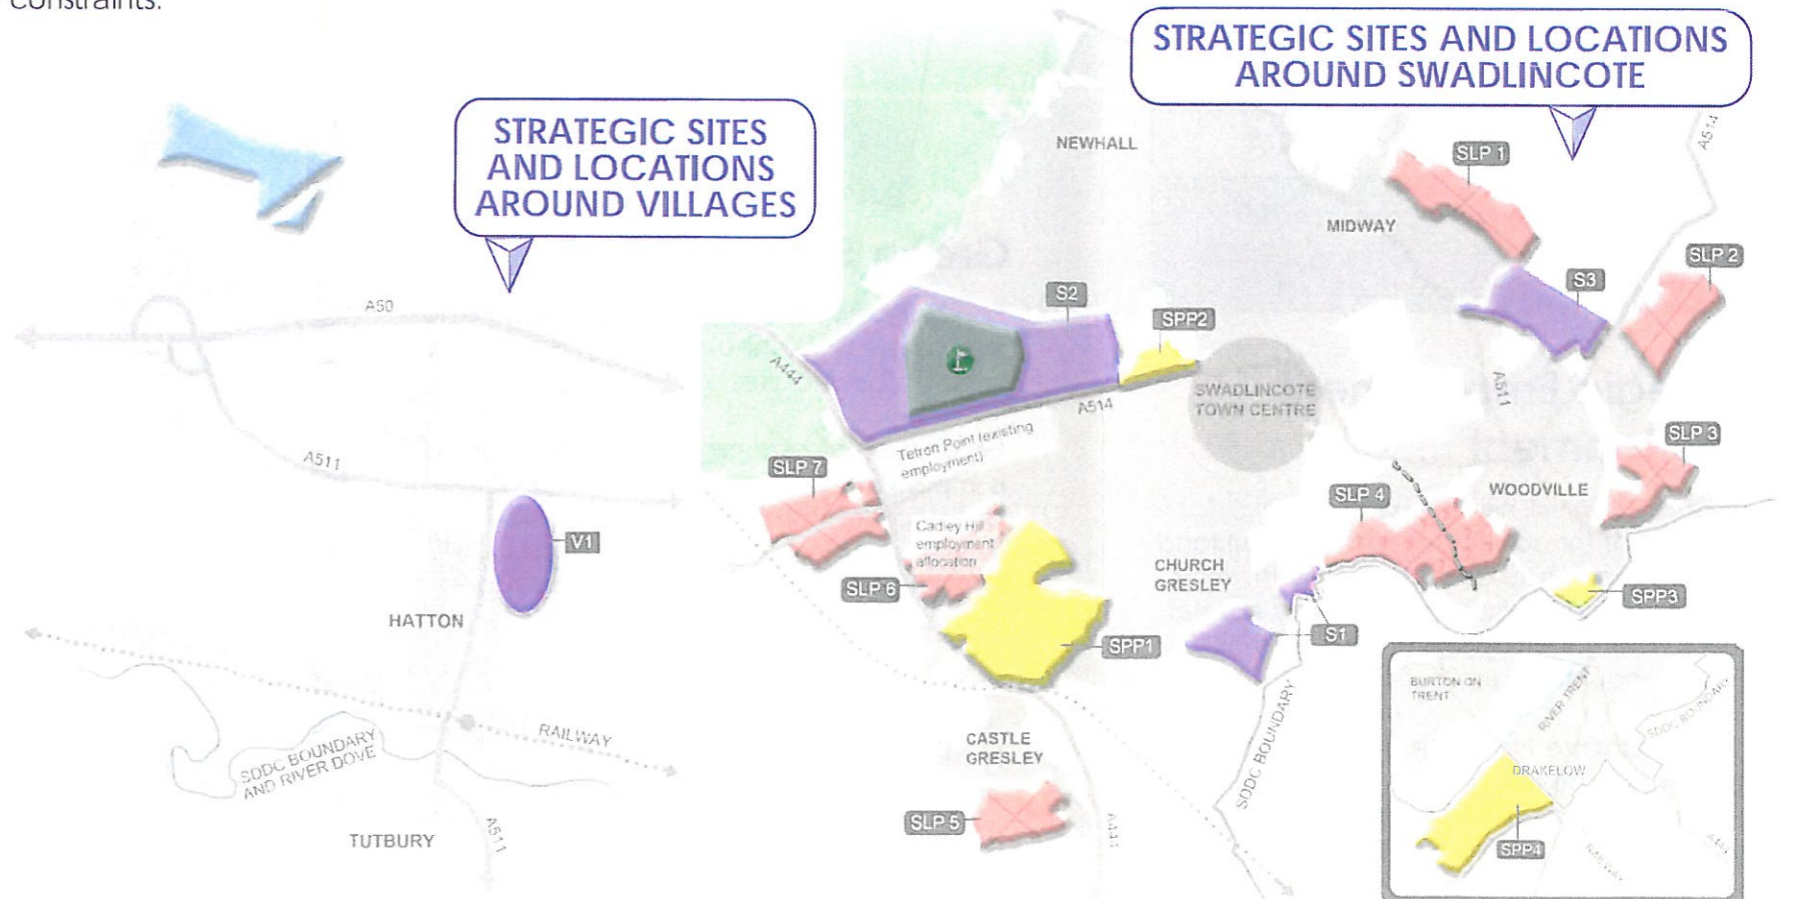 constraints.
STRATEGIC SITES
AND LOCATIONS
AROUND VILLAGES
A50
A511
V1
HATTON
RAILWAY
SDDC BOUNDARY
AND RIVER DOVE
TUTBURY
A511
STRATEGIC SITES AND LOCATIONS
AROUND SWADLINCOTE
NEWHALL
A514
SLP 1
MIDWAY
SLP 2
S3
S2
SPP2
A444
SWADLINCOTE
TOWN CENTRE
A514
A511
Tetron Point (existing
employment)
SLP 3
SLP 7
SLP 4
WOODVILLE
Cadley Hill
employment
allocation
CHURCH
GRESLEY
SLP 6
SPP3
S1
SPP1
SDDC BOUNDARY
CASTLE
GRESLEY
SLP 5
A444
BURTON ON
TRENT
RIVER TRENT
SDDC BOUNDARY
DRAKELOW
SPP4
RAILWAY
A444